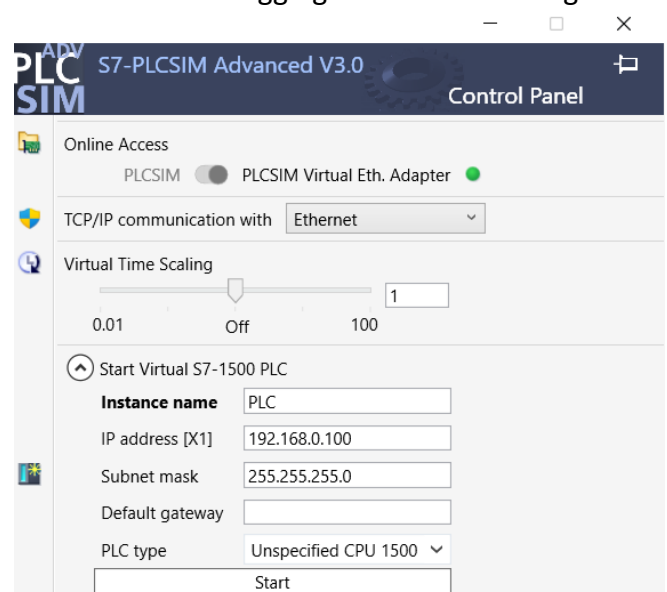 PLC ADV
SIM
S7-PLCSIM Advanced V3.0
Control Panel
Online Access
PLCSIM PLCSIM Virtual Eth. Adapter
TCP/IP communication with Ethernet
Virtual Time Scaling
1
0.01 Off 100
Start Virtual S7-1500 PLC
Instance name PLC
IP address [X1] 192.168.0.100
Subnet mask 255.255.255.0
Default gateway
PLC type Unspecified CPU 1500
Start